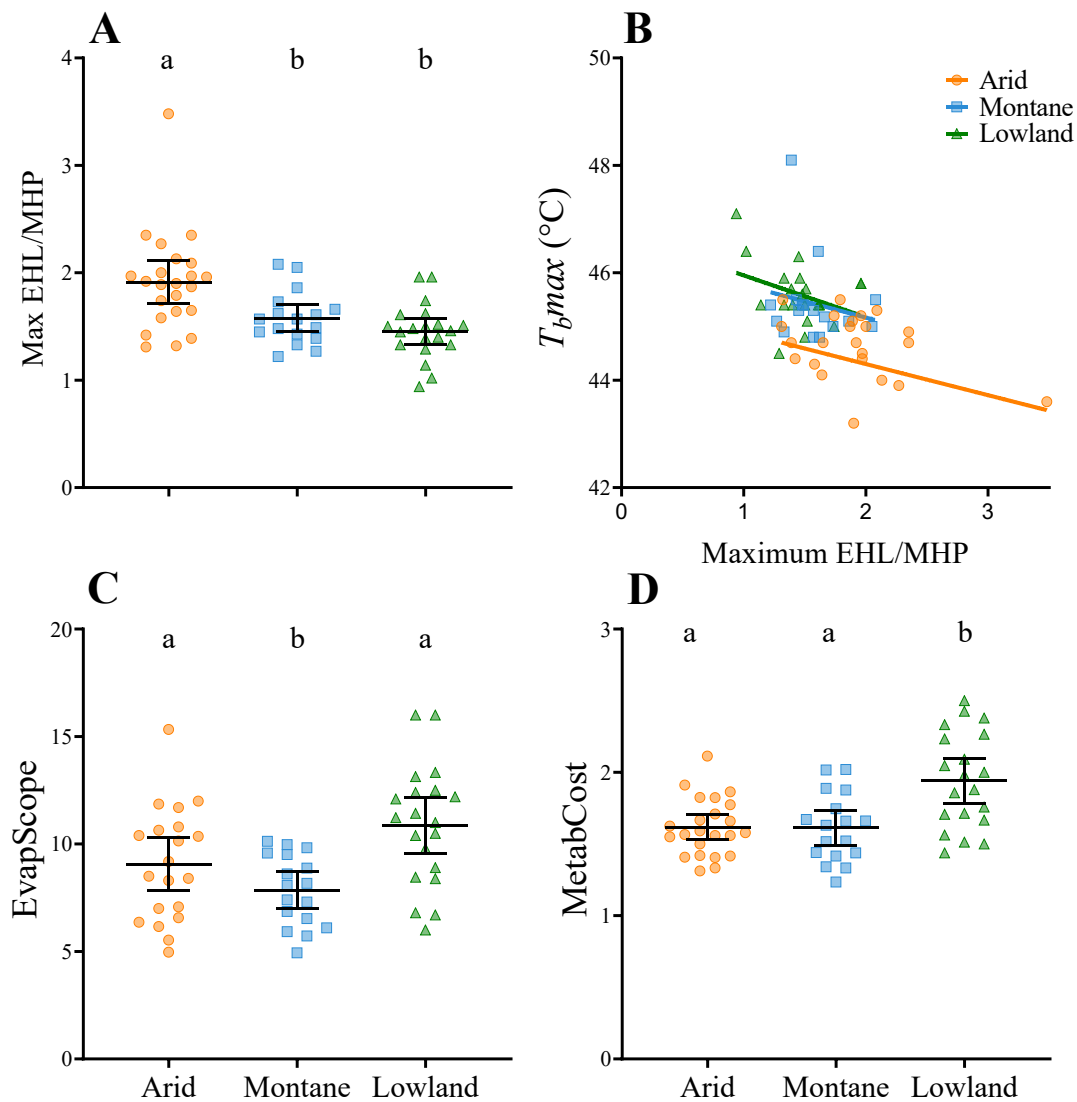 A
B
4
a
b
b
3
2
1
0
Max EHL/MHP
50
48
46
44
42
T_b max (°C)
Arid
Montane
Lowland
0
1
2
3
Maximum EHL/MHP
C
D
20
a
b
a
15
10
5
0
EvapScope
Arid
Montane
Lowland
3
a
a
b
2
1
0
MetabCost
Arid
Montane
Lowland